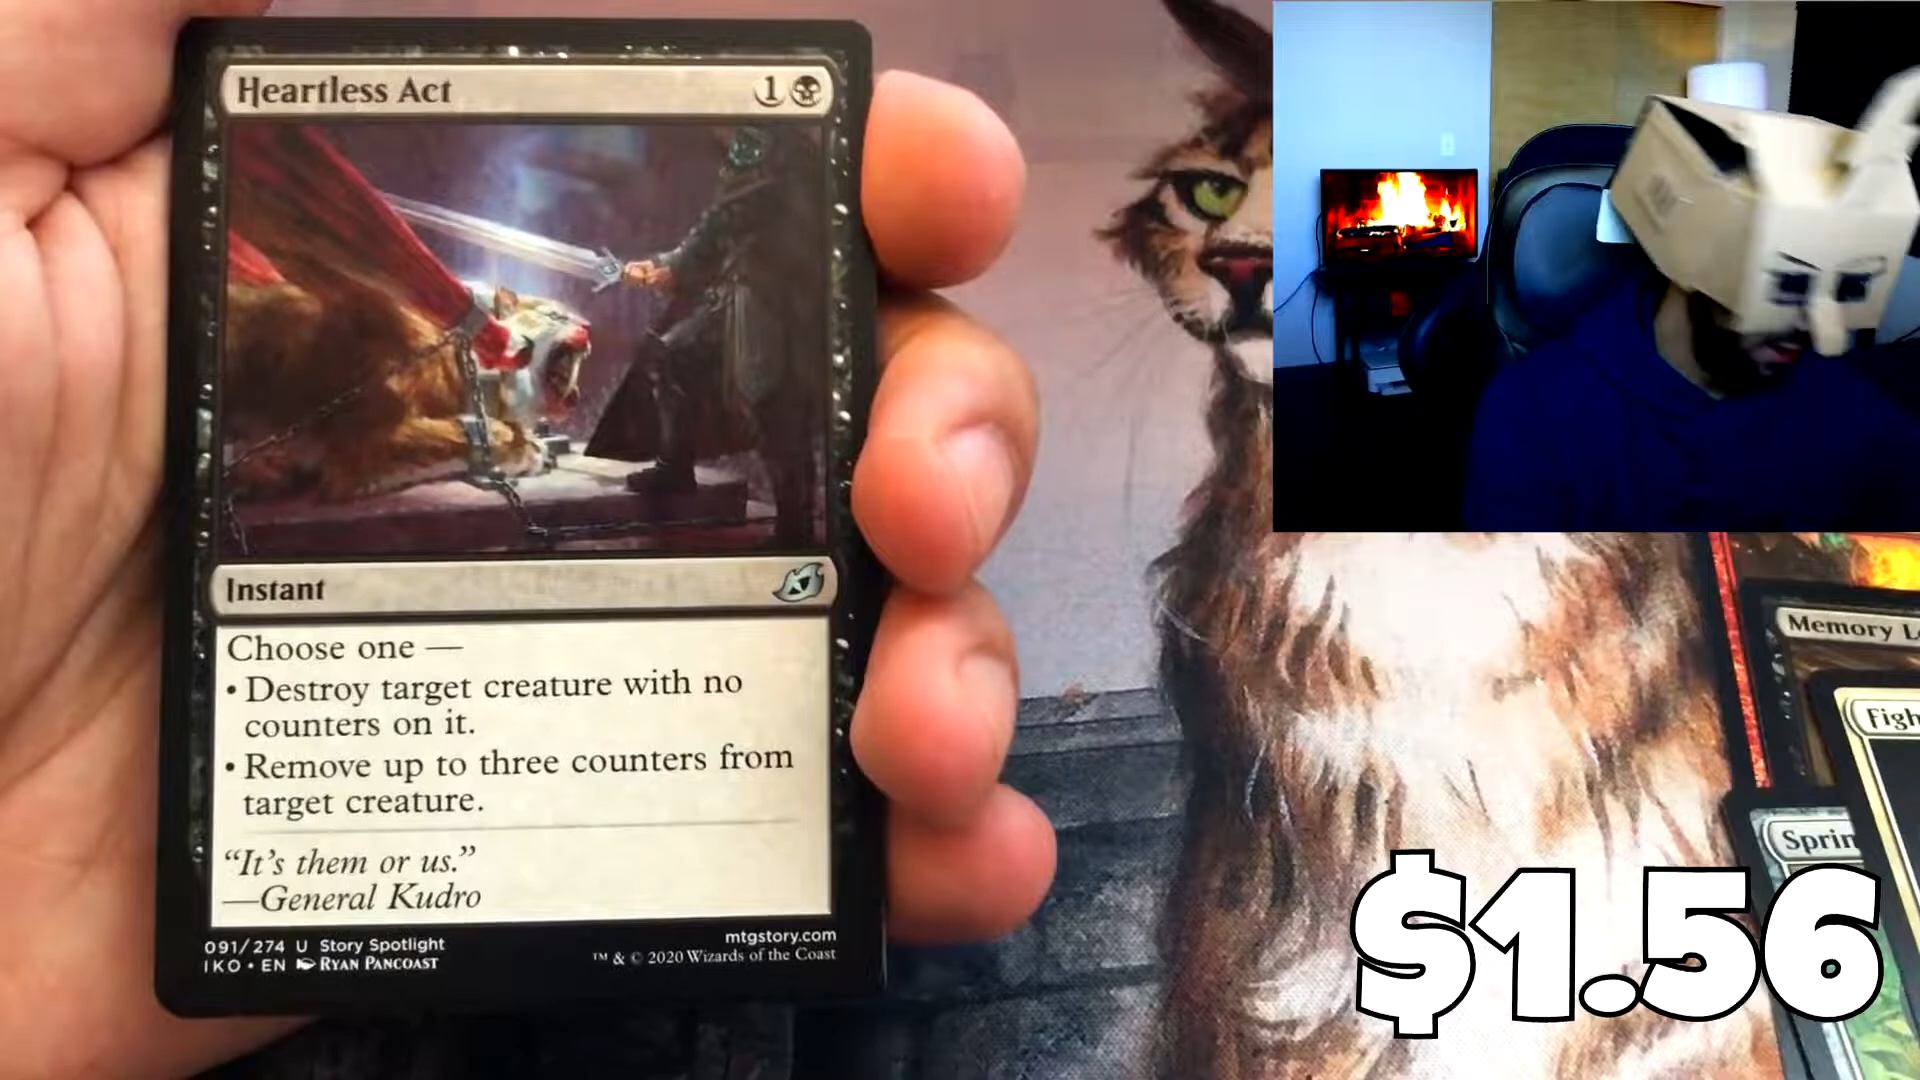 Heartless Act
1
Instant
Choose one —
• Destroy target creature with no
counters on it.
• Remove up to three counters from
target creature.
“It’s them or us.”
—General Kudro
091/274 U Story Spotlight
IKO • EN RYAN PANCOAST
mtgstory.com
™ & © 2020 Wizards of the Coast
Memory L
Figh
Sprin
$1.56